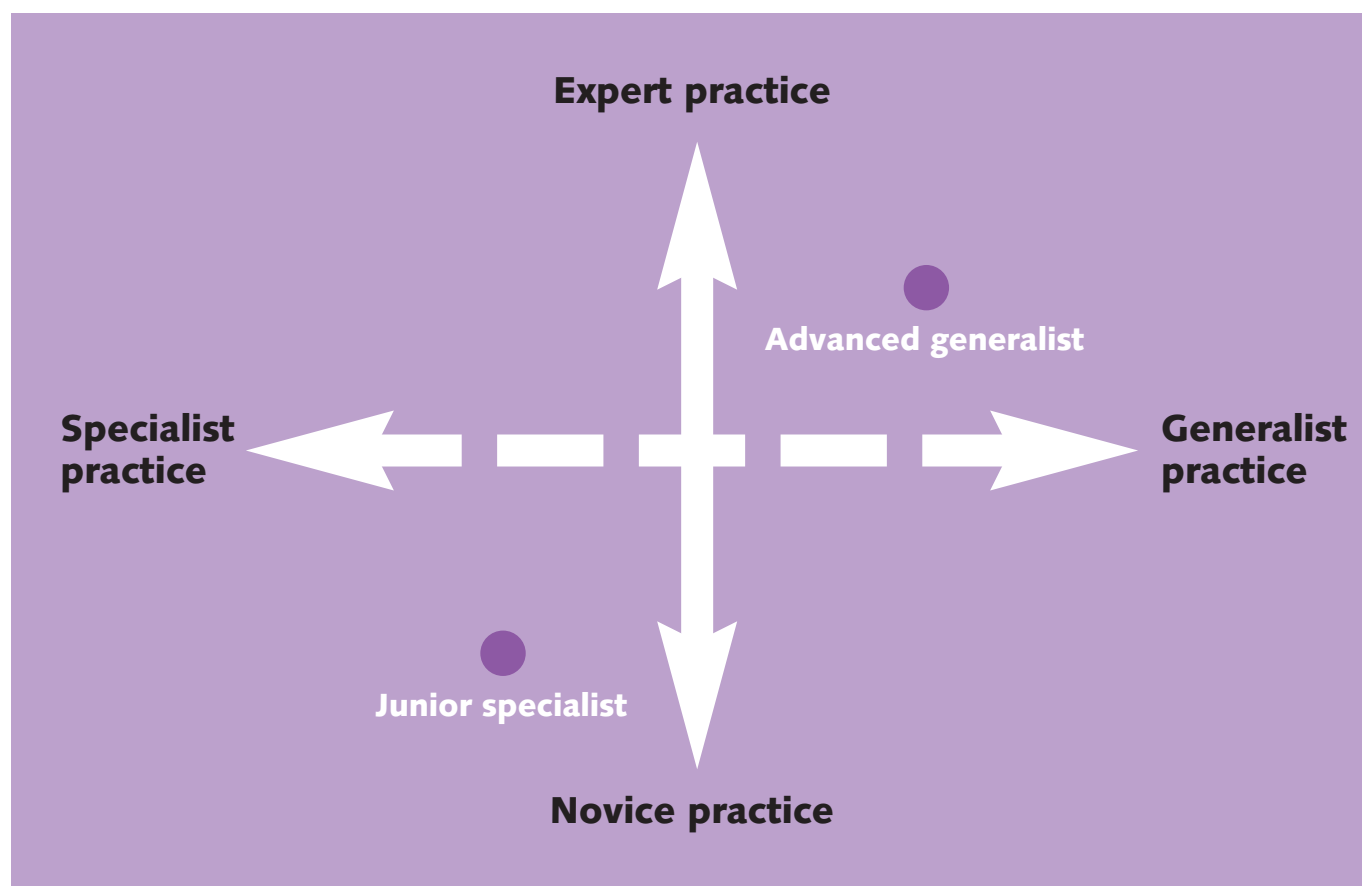 Expert practice
Advanced generalist
Specialist
practice
Generalist
practice
Junior specialist
Novice practice